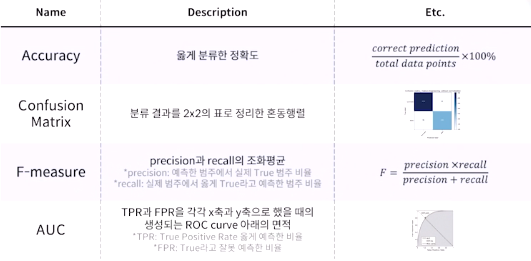 Name Description Etc.
Accuracy 옳게 분류한 정확도 correct prediction / total data points ×100%
Confusion Matrix 분류 결과를 2x2의 표로 정리한 혼동행렬
F-measure precision과 recall의 조화평균
*precision: 예측한 범주에서 실제 True 범주 비율
*recall: 실제 범주에서 옳게 True라고 예측한 범주 비율
F = precision ×recall / precision + recall
AUC TPR과 FPR을 각각 x축과 y축으로 했을 때의
생성되는 ROC curve 아래의 면적
*TPR: True Positive Rate 옳게 예측한 비율
*FPR: True라고 잘못 예측한 비율